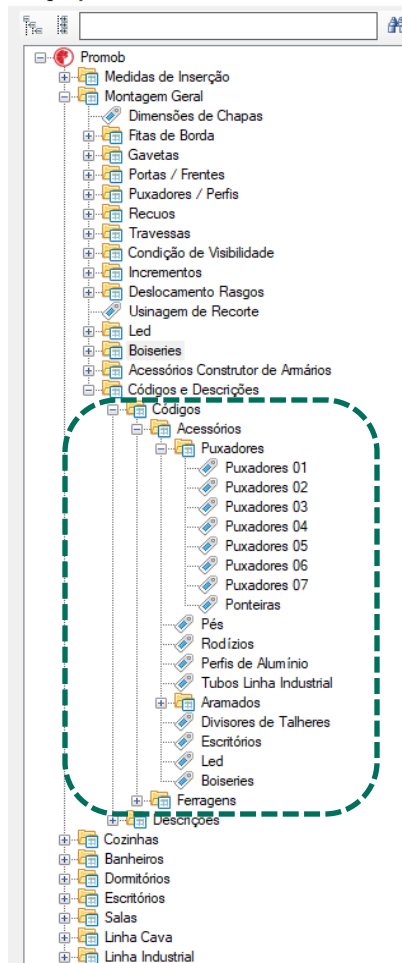 Promob
Medidas de Inserção
Montagem Geral
Dimensões de Chapas
Fitas de Borda
Gavetas
Portas / Frentes
Puxadores / Perfis
Recuos
Travessas
Condição de Visibilidade
Incrementos
Deslocamento Rasgos
Usinagem de Recorte
Led
Boiseries
Acessórios Construtor de Armários
Códigos e Descrições
Códigos
Acessórios
Puxadores
Puxadores 01
Puxadores 02
Puxadores 03
Puxadores 04
Puxadores 05
Puxadores 06
Puxadores 07
Ponteiras
Pés
Rodízios
Perfis de Alumínio
Tubos Linha Industrial
Aramados
Divisores de Talheres
Escritórios
Led
Boiseries
Ferragens
Descrições
Cozinhas
Banheiros
Dormitórios
Escritórios
Salas
Linha Cava
Linha Industrial